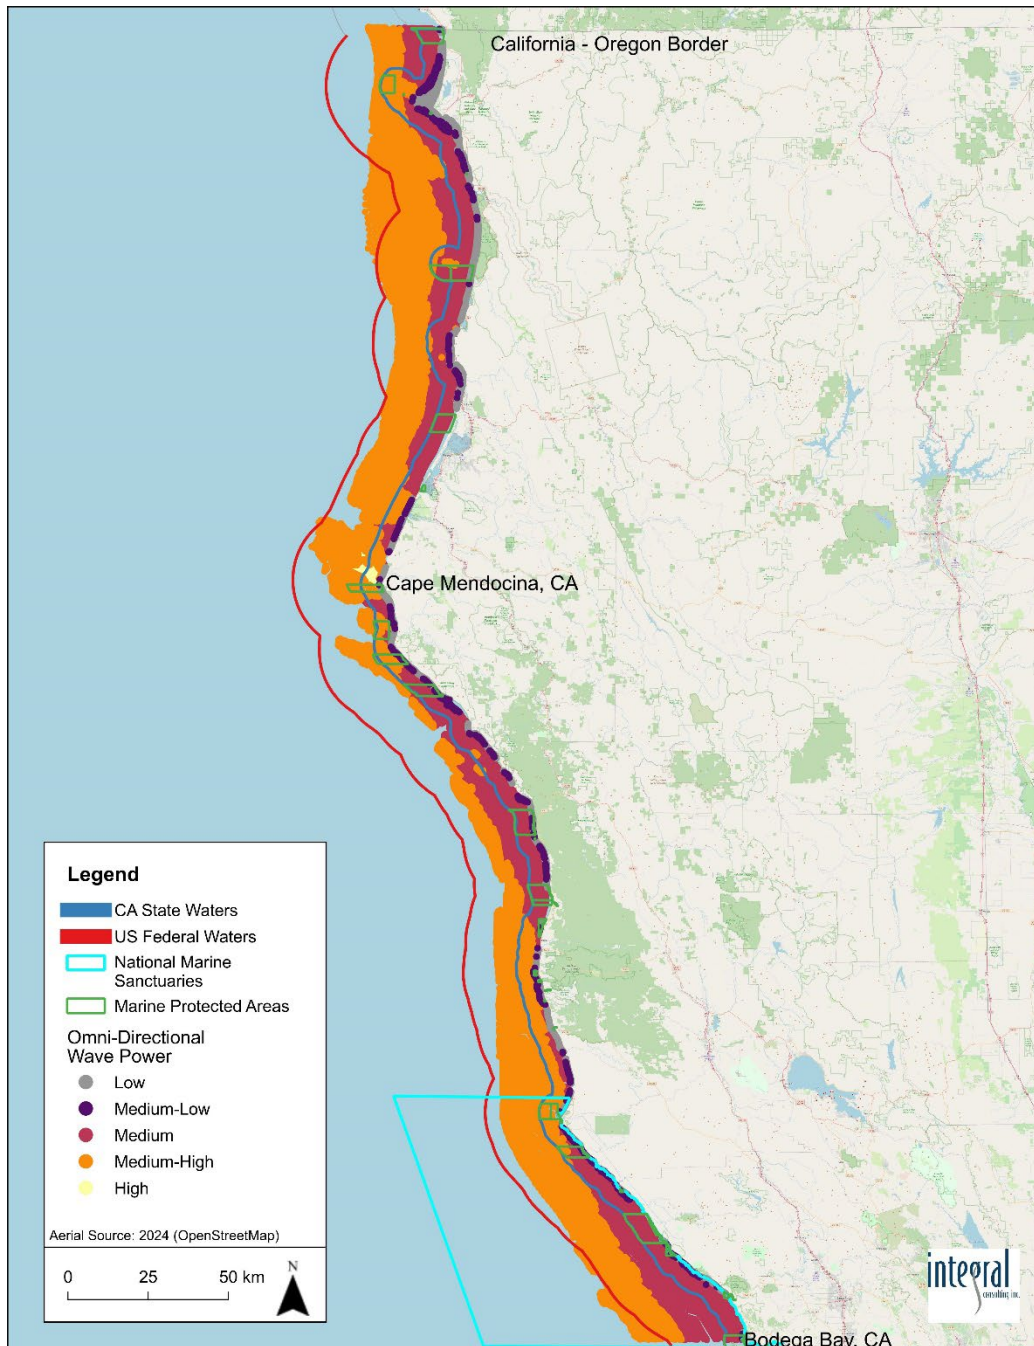 California - Oregon Border
Cape Mendocina, CA
Legend
CA State Waters
US Federal Waters
National Marine
Sanctuaries
Marine Protected Areas
Omni-Directional
Wave Power
Low
Medium-Low
Medium
Medium-High
High
Aerial Source: 2024 (OpenStreetMap)
0 25 50 km
N
integral
consulting inc.
Bodega Bay, CA